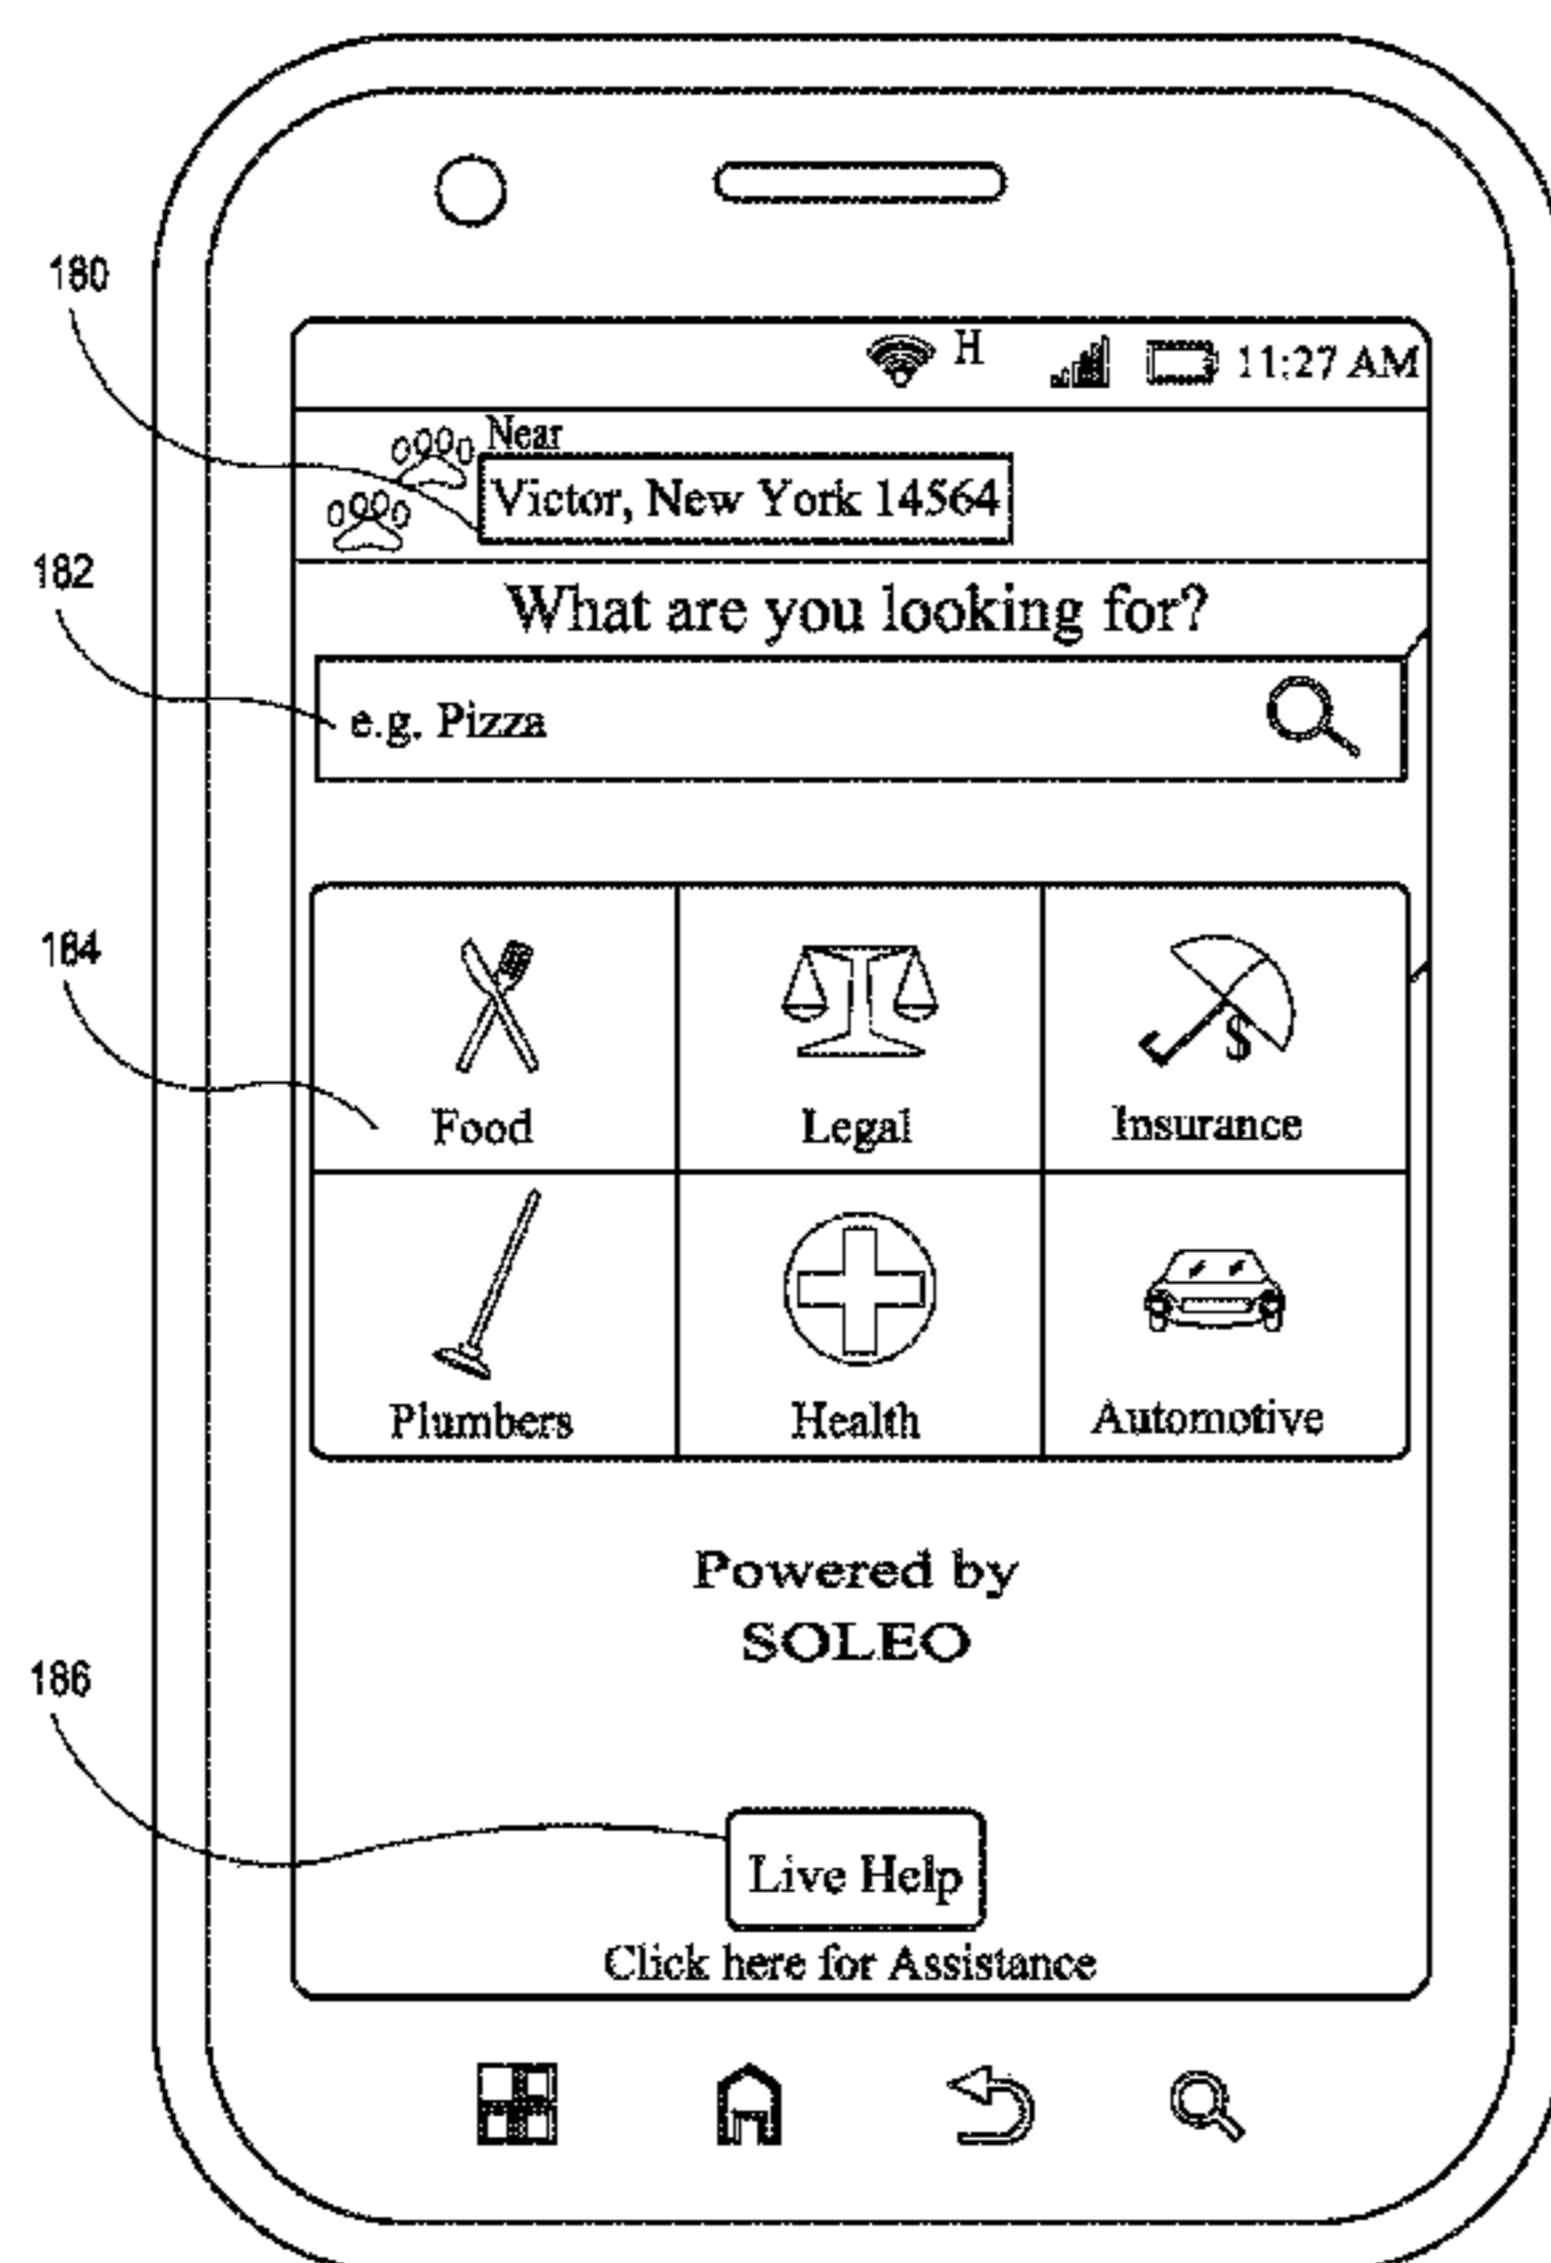 180
H 11:27 AM
Near
Victor, New York 14564
182
What are you looking for?
e.g. Pizza
184
$
Food Legal Insurance
Plumbers Health Automotive
Powered by
SOLEO
186
Live Help
Click here for Assistance